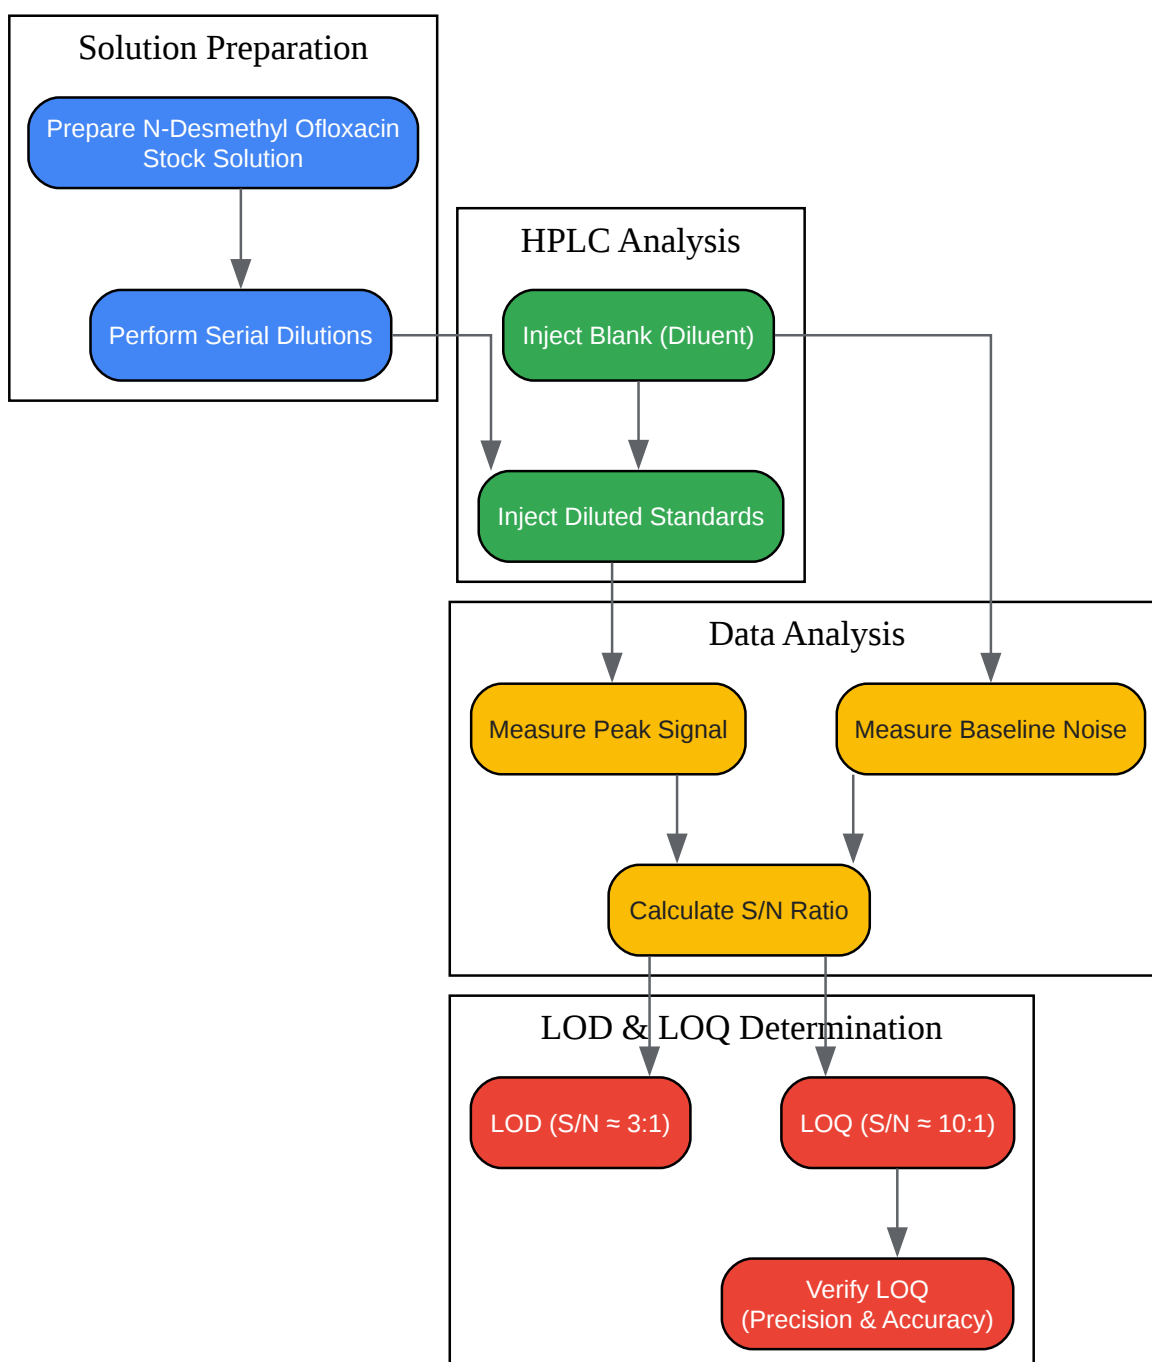 Solution Preparation
Prepare N-Desmethyl Ofloxacin
Stock Solution
Perform Serial Dilutions
HPLC Analysis
Inject Blank (Diluent)
Inject Diluted Standards
Data Analysis
Measure Peak Signal
Measure Baseline Noise
Calculate S/N Ratio
LOD & LOQ Determination
LOD (S/N ≈ 3:1)
LOQ (S/N ≈ 10:1)
Verify LOQ
(Precision & Accuracy)